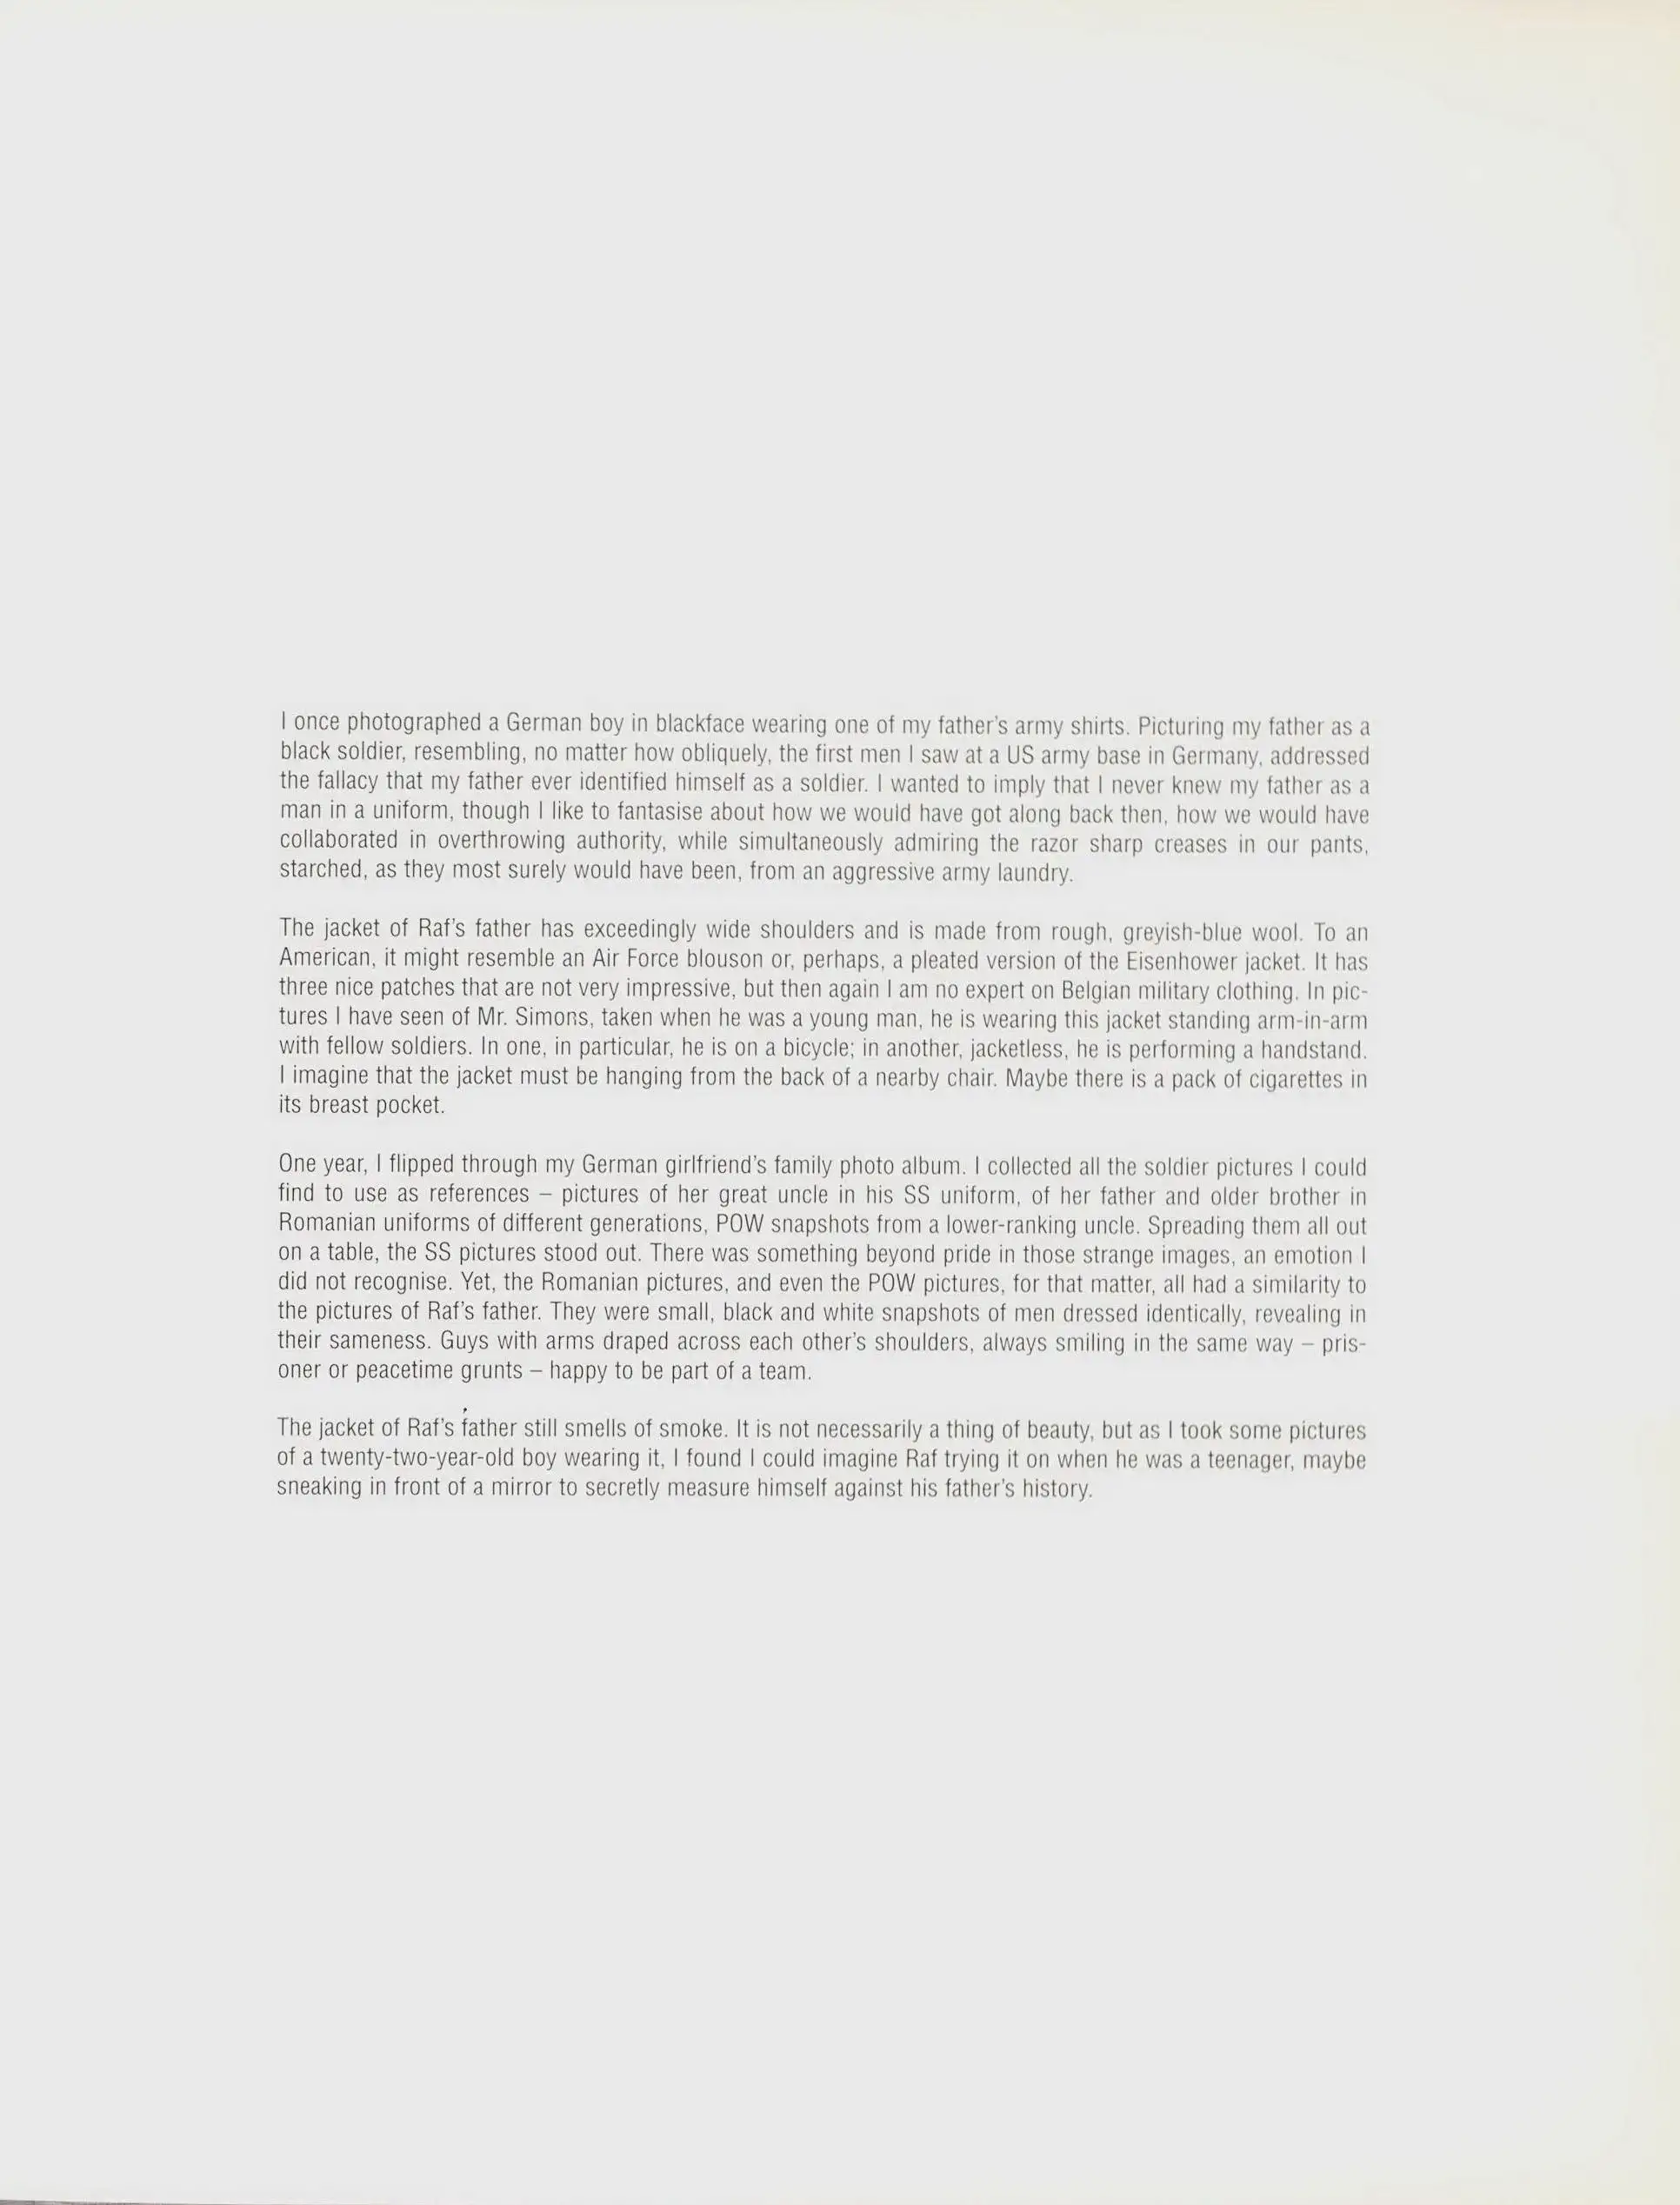 I once photographed a German boy in blackface wearing one of my father's army shirts. Picturing my father as a
black soldier, resembling, no matter how obliquely, the first men I saw at a US army base in Germany, addressed
the fallacy that my father ever identified himself as a soldier. I wanted to imply that I never knew my father as a
man in a uniform, though I like to fantasise about how we would have got along back then, how we would have
collaborated in overthrowing authority, while simultaneously admiring the razor sharp creases in our pants,
starched, as they most surely would have been, from an aggressive army laundry.
The jacket of Raf's father has exceedingly wide shoulders and is made from rough, greyish-blue wool. To an
American, it might resemble an Air Force blouson or, perhaps, a pleated version of the Eisenhower jacket. It has
three nice patches that are not very impressive, but then again I am no expert on Belgian military clothing. In pic-
tures I have seen of Mr. Simons, taken when he was a young man, he is wearing this jacket standing arm-in-arm
with fellow soldiers. In one, in particular, he is on a bicycle; in another, jacketless, he is performing a handstand.
I imagine that the jacket must be hanging from the back of a nearby chair. Maybe there is a pack of cigarettes in
its breast pocket.
One year, I flipped through my German girlfriend's family photo album. I collected all the soldier pictures I could
find to use as references – pictures of her great uncle in his SS uniform, of her father and older brother in
Romanian uniforms of different generations, POW snapshots from a lower-ranking uncle. Spreading them all out
on a table, the SS pictures stood out. There was something beyond pride in those strange images, an emotion I
did not recognise. Yet, the Romanian pictures, and even the POW pictures, for that matter, all had a similarity to
the pictures of Raf's father. They were small, black and white snapshots of men dressed identically, revealing in
their sameness. Guys with arms draped across each other's shoulders, always smiling in the same way – pris-
oner or peacetime grunts – happy to be part of a team.
The jacket of Raf's father still smells of smoke. It is not necessarily a thing of beauty, but as I took some pictures
of a twenty-two-year-old boy wearing it, I found I could imagine Raf trying it on when he was a teenager, maybe
sneaking in front of a mirror to secretly measure himself against his father's history.